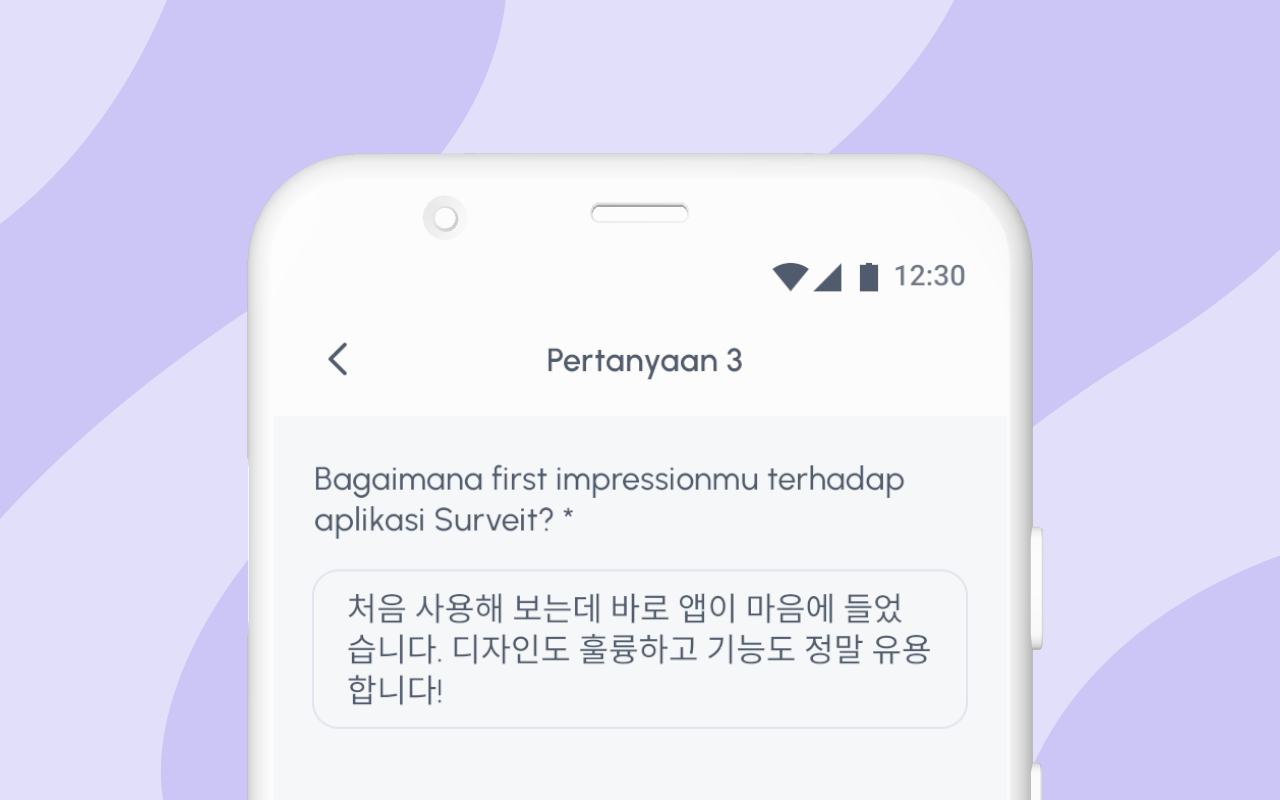 12:30
Pertanyaan 3
Bagaimana first impressionmu terhadap
aplikasi Surveit? *
처음 사용해 보는데 바로 앱이 마음에 들었
습니다. 디자인도 훌륭하고 기능도 정말 유용
합니다!